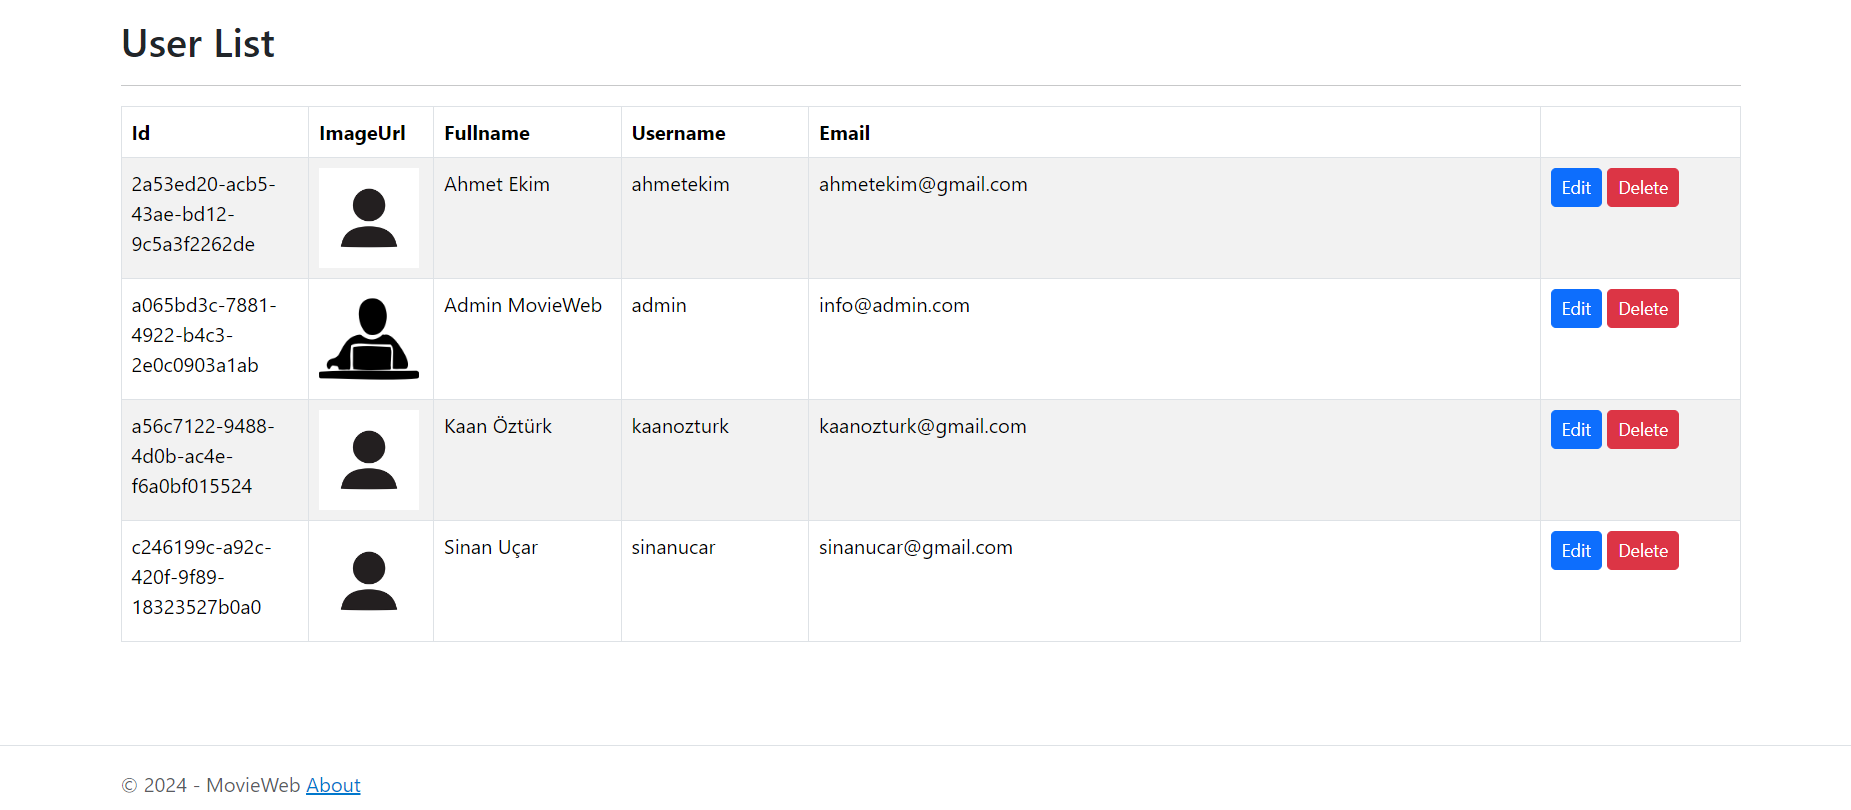 User List
Id ImageUrl Fullname Username Email
2a53ed20-acb5- Ahmet Ekim ahmetekim ahmetekim@gmail.com Edit Delete
43ae-bd12-
9c5a3f2262de
a065bd3c-7881- Admin MovieWeb admin info@admin.com Edit Delete
4922-b4c3-
2e0c0903a1ab
a56c7122-9488- Kaan Öztürk kaanozturk kaanozturk@gmail.com Edit Delete
4d0b-ac4e-
f6a0bf015524
c246199c-a92c- Sinan Uçar sinanucar sinanucar@gmail.com Edit Delete
420f-9f89-
18323527b0a0
© 2024 - MovieWeb About